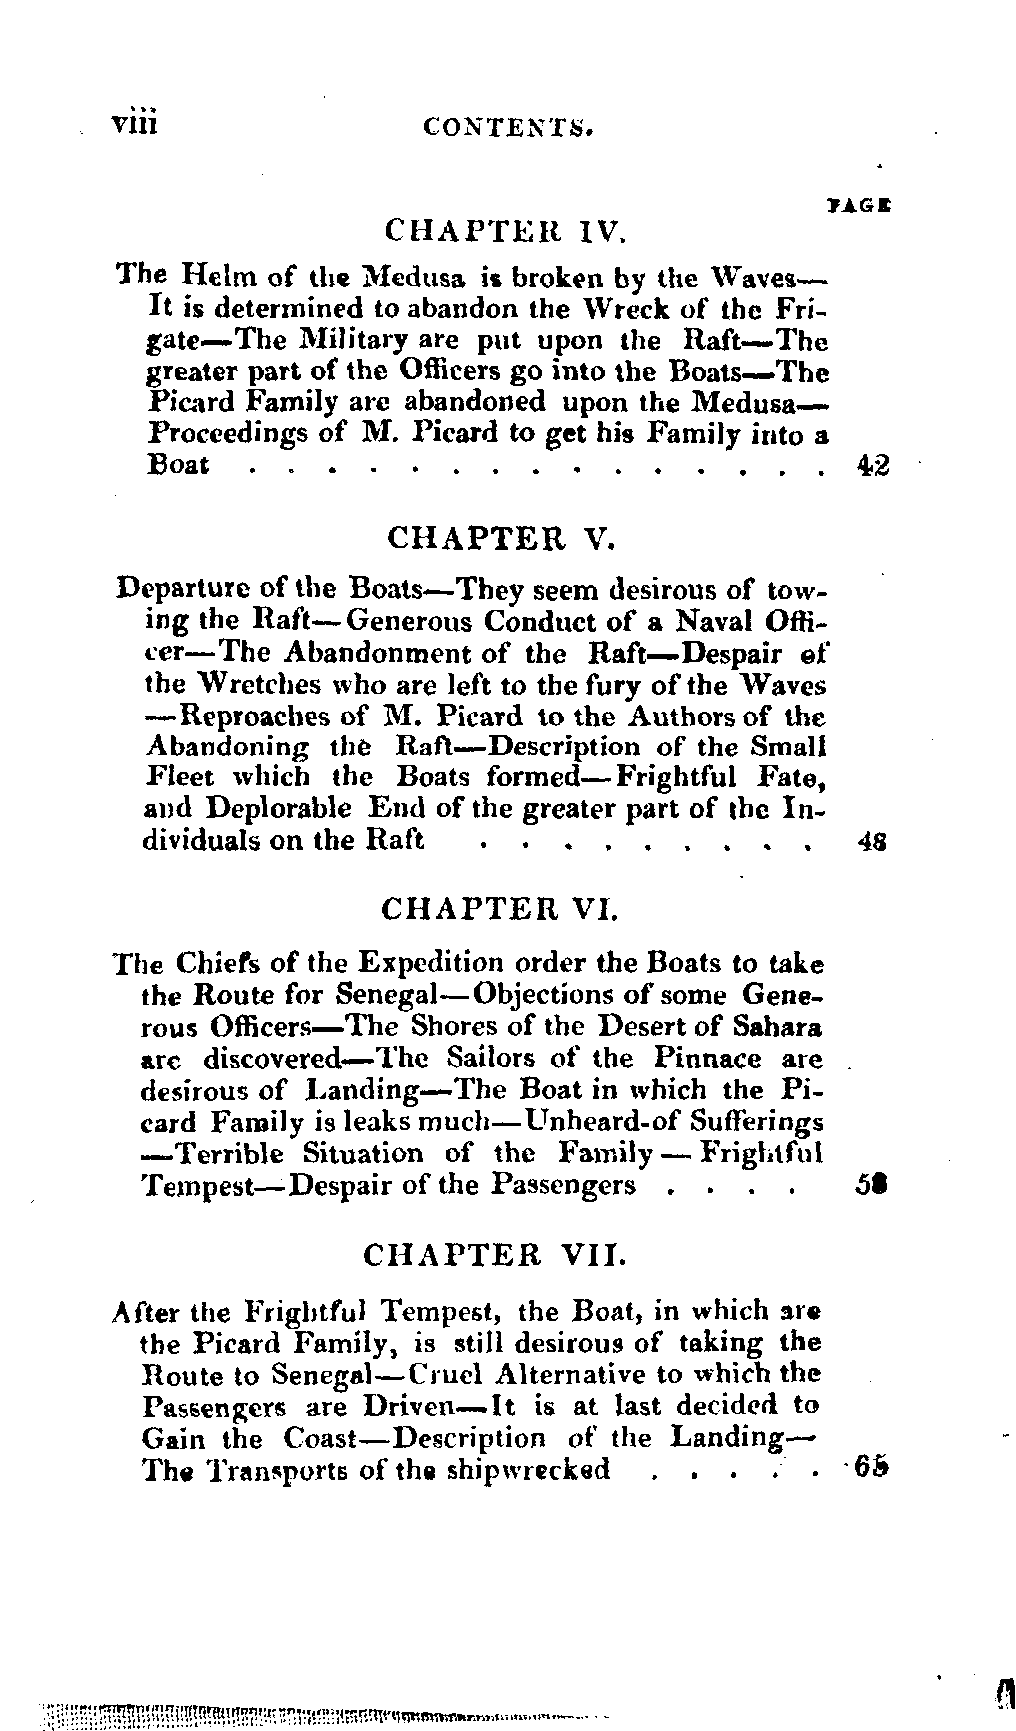 viii CONTENTS.
PAGE
CHAPTER IV.
The Helm of the Medusa is broken by the Waves—
It is determined to abandon the Wreck of the Fri-
gate—The Military are put upon the Raft—The
greater part of the Officers go into the Boats—The
Picard Family are abandoned upon the Medusa—
Proceedings of M. Picard to get his Family into a
Boat . . . . . . . . . . . . . . . 42
CHAPTER V.
Departure of the Boats—They seem desirous of tow-
ing the Raft—Generous Conduct of a Naval Offi-
cer—The Abandonment of the Raft—Despair of
the Wretches who are left to the fury of the Waves
—Reproaches of M. Picard to the Authors of the
Abandoning the Raft—Description of the Small
Fleet which the Boats formed—Frightful Fate,
and Deplorable End of the greater part of the In-
dividuals on the Raft . . . . . . . . . 48
CHAPTER VI.
The Chiefs of the Expedition order the Boats to take
the Route for Senegal—Objections of some Gene-
rous Officers—The Shores of the Desert of Sahara
are discovered—The Sailors of the Pinnace are
desirous of Landing—The Boat in which the Pi-
card Family is leaks much—Unheard-of Sufferings
—Terrible Situation of the Family—Frightful
Tempest—Despair of the Passengers . . . .
CHAPTER VII.
After the Frightful Tempest, the Boat, in which are
the Picard Family, is still desirous of taking the
Route to Senegal—Cruel Alternative to which the
Passengers are Driven—It is at last decided to
Gain the Coast—Description of the Landing—
The Transports of the shipwrecked . . . . . 65